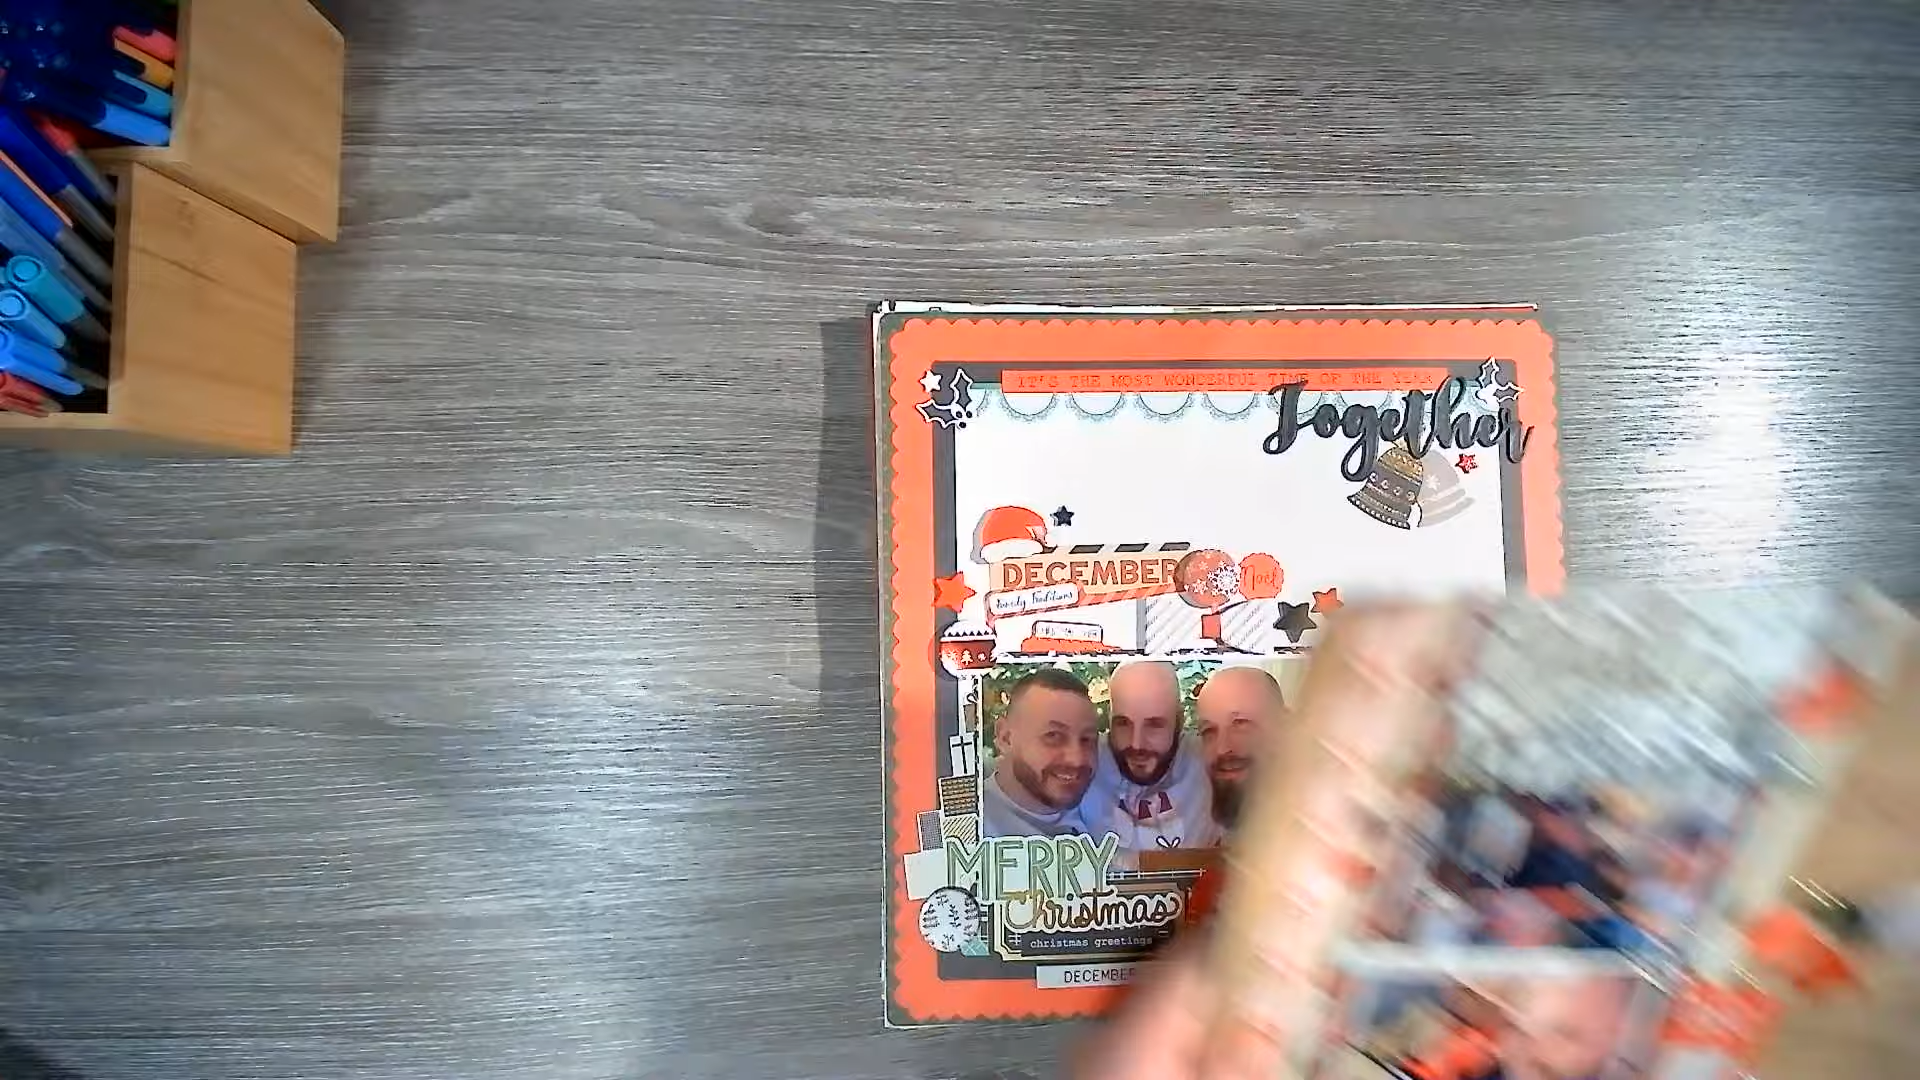 IT'S THE MOST WONDERFUL TIME OF THE YEAR
Together
DECEMBER
Noel
Family Traditions
MERRY
Christmas
christmas greetings
DECEMBER